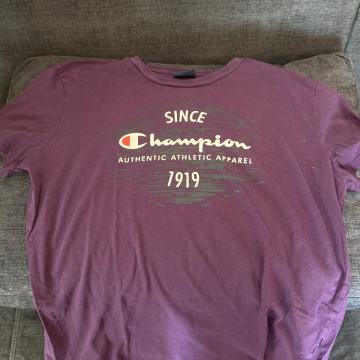 SINCE
Champion
AUTHENTIC ATHLETIC APPAREL
1919